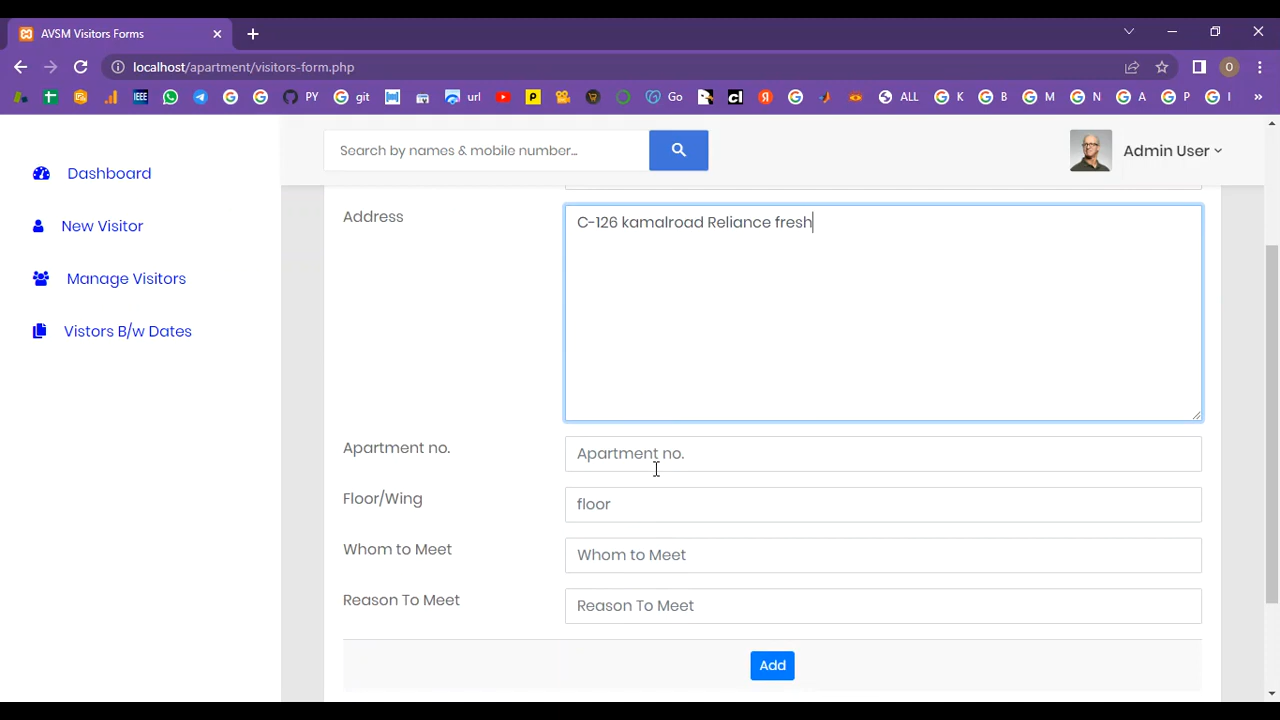 AVSM Visitors Forms
localhost/apartment/visitors-form.php
IEEE
PY
git
url
Go
ALL
K
B
M
N
A
P
I
Search by names & mobile number...
Admin User
Dashboard
New Visitor
Manage Visitors
Vistors B/w Dates
Address
C-126 kamalroad Reliance fresh
Apartment no.
Apartment no.
Floor/Wing
floor
Whom to Meet
Whom to Meet
Reason To Meet
Reason To Meet
Add